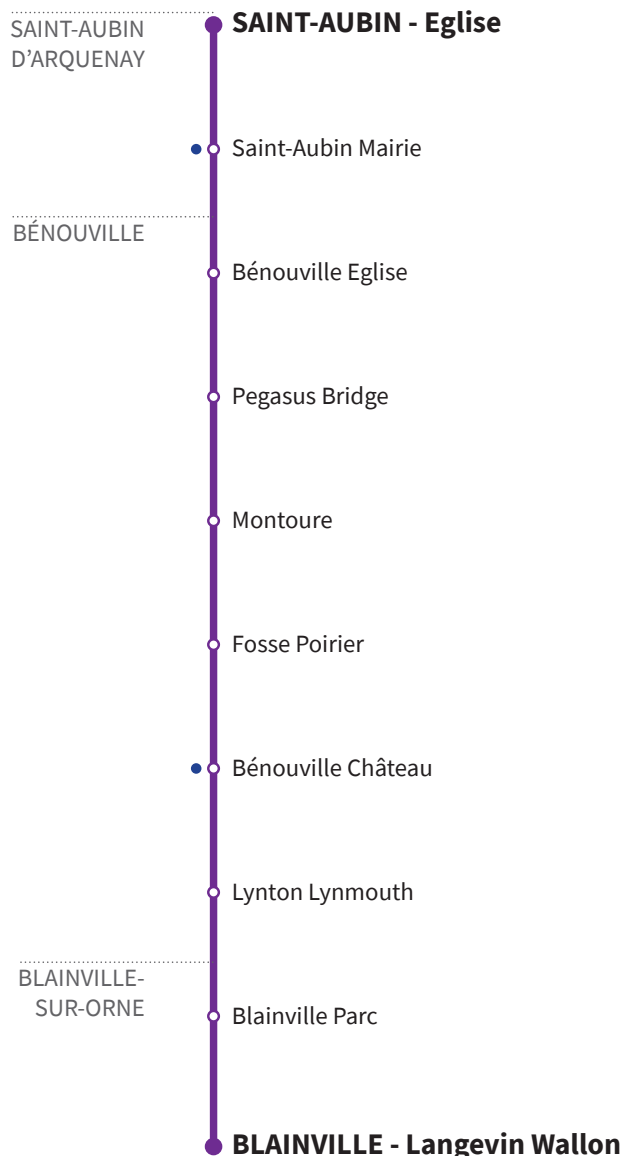 SAINT-AUBIN
D'ARQUENAY
SAINT-AUBIN - Eglise
Saint-Aubin Mairie
BÉNOUVILLE
Bénouville Eglise
Pegasus Bridge
Montoure
Fosse Poirier
Bénouville Château
Lynton Lynmouth
BLAINVILLE-
SUR-ORNE
Blainville Parc
BLAINVILLE - Langevin Wallon